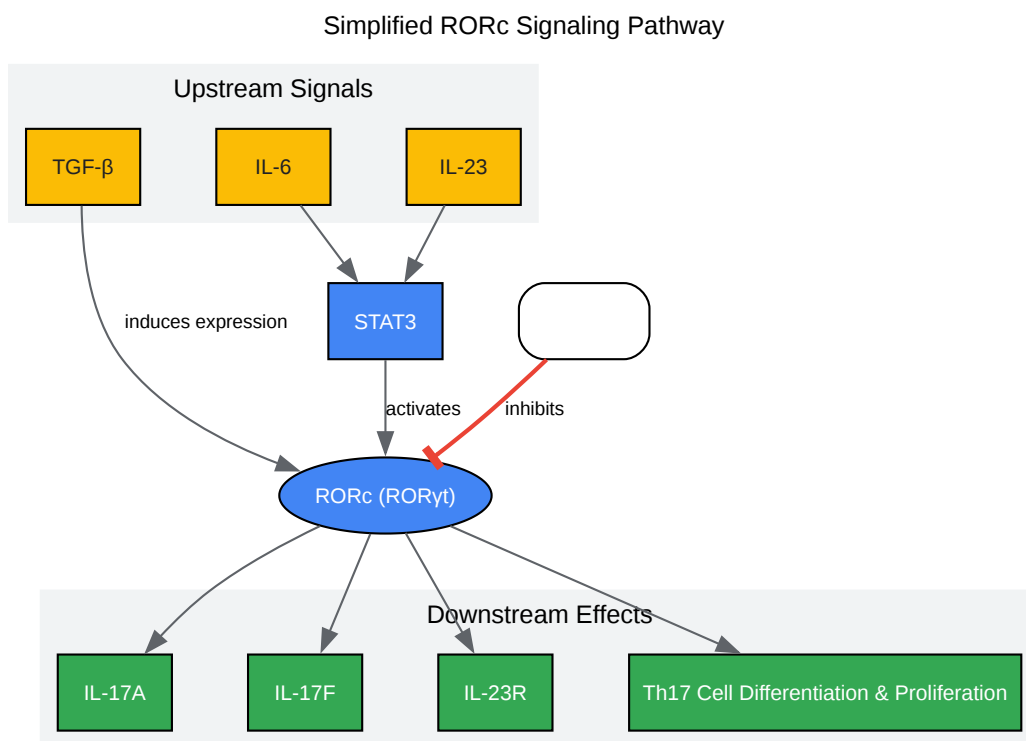 Simplified RORc Signaling Pathway
Upstream Signals
TGF-β
IL-6
IL-23
induces expression
STAT3
activates
inhibits
RORc (RORγt)
Downstream Effects
IL-17A
IL-17F
IL-23R
Th17 Cell Differentiation & Proliferation